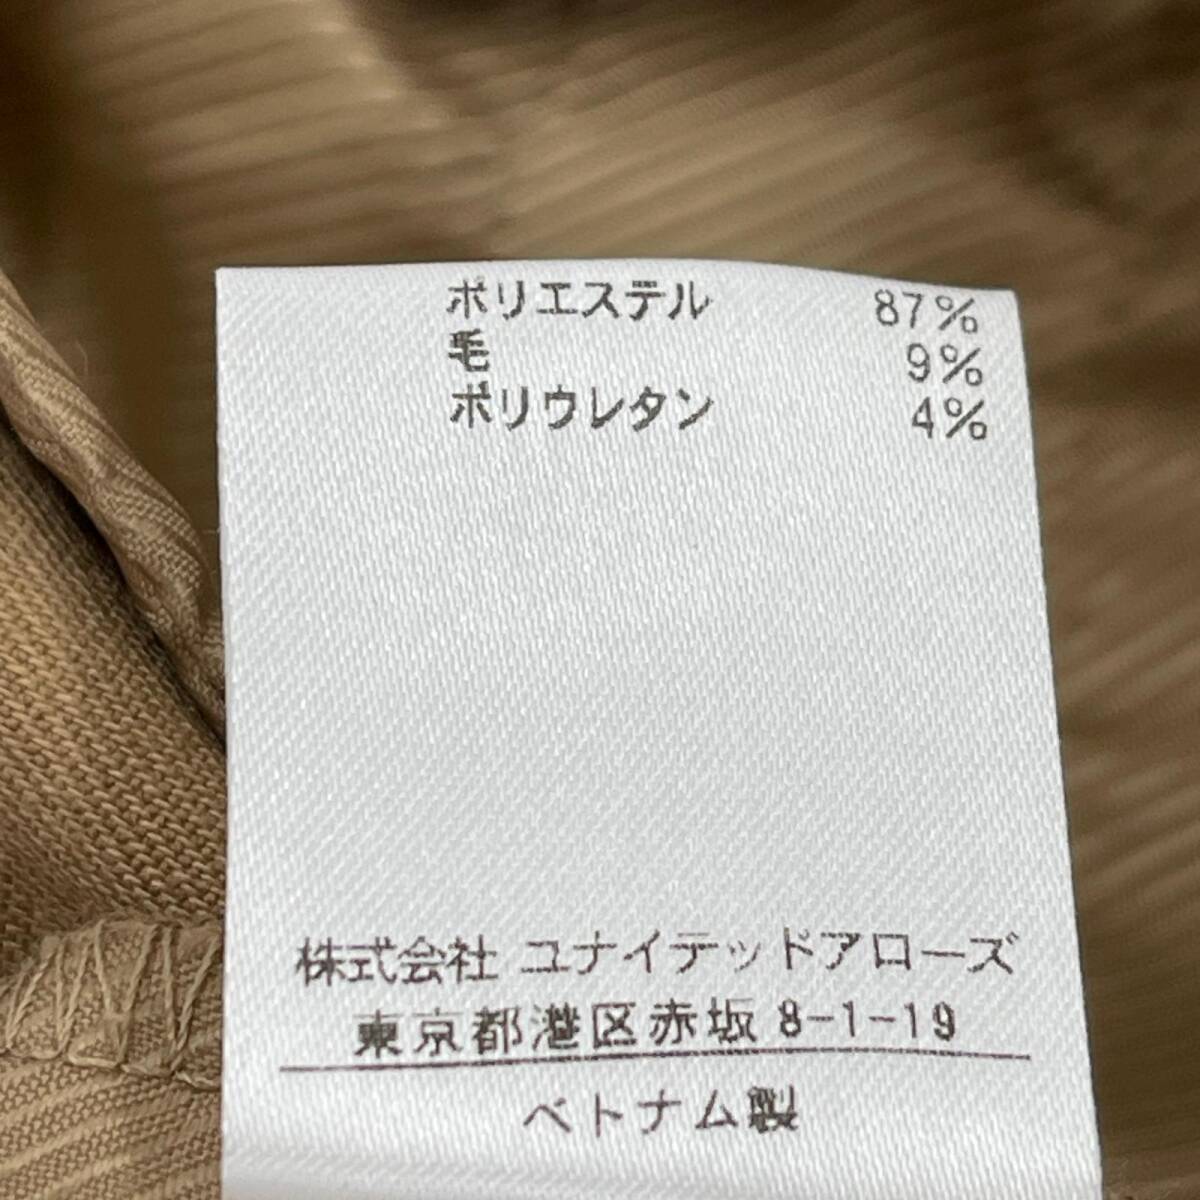 ポリエステル 87%
毛 9%
ポリウレタン 4%
株式会社 ユナイテッドアローズ
東京都港区赤坂 8-1-19
ベトナム製